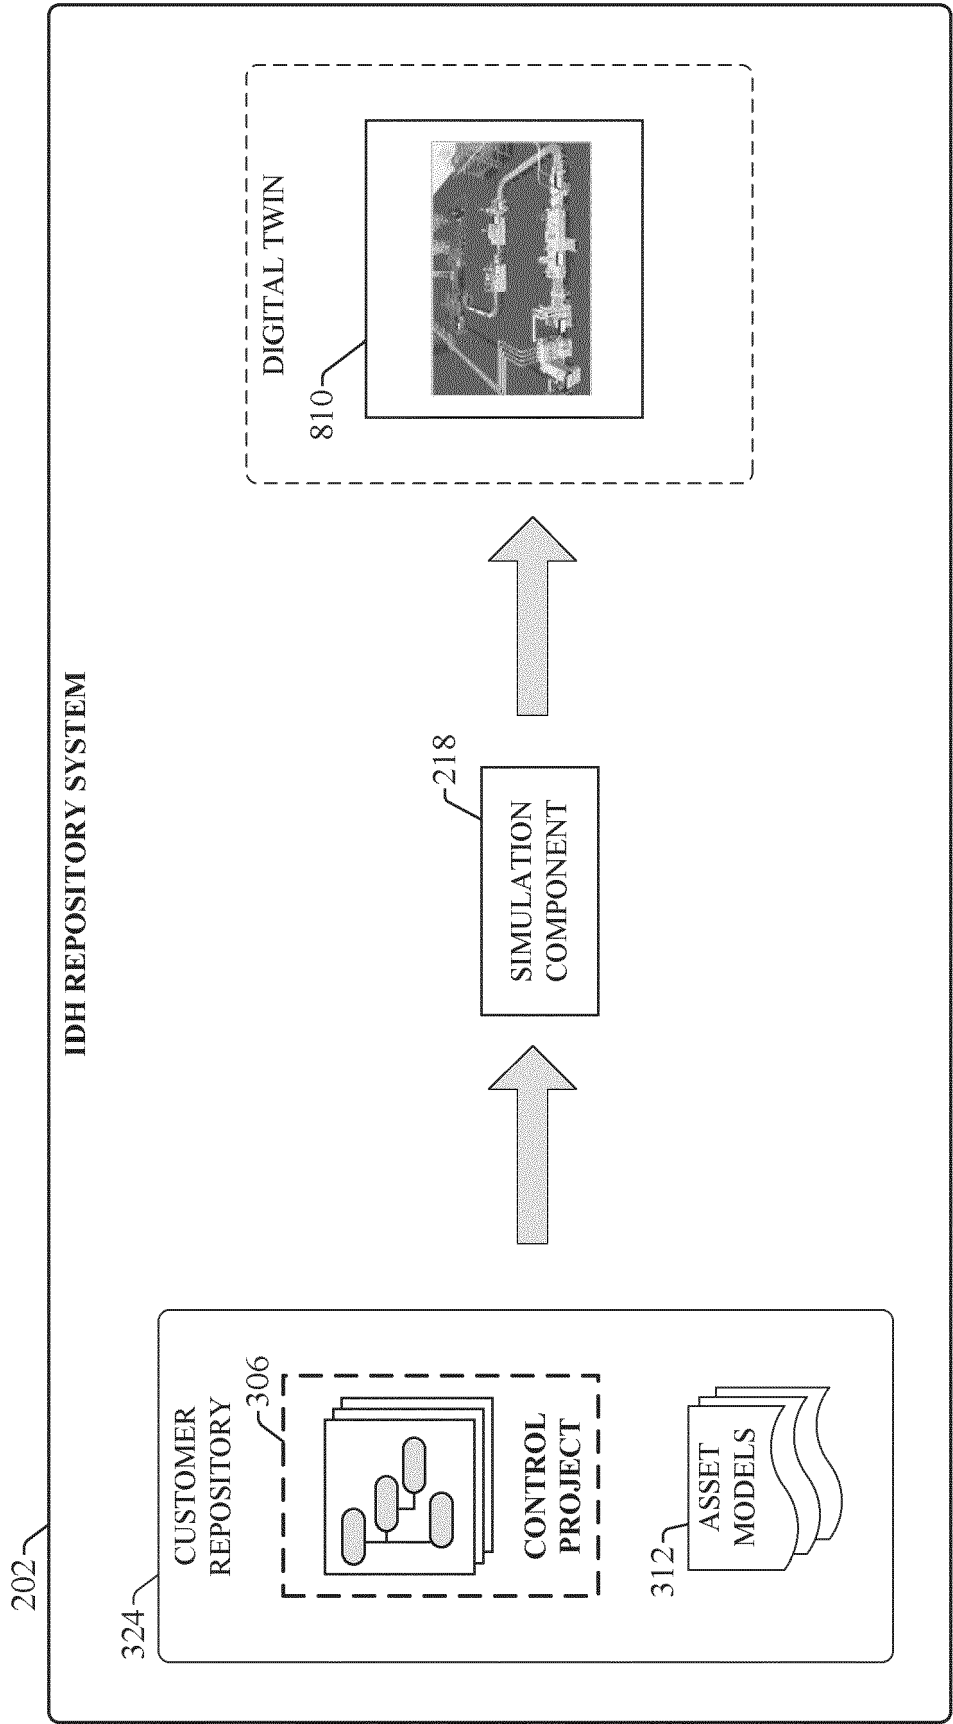 202
IDH REPOSITORY SYSTEM
324
CUSTOMER
REPOSITORY
306
CONTROL
PROJECT
312
ASSET
MODELS
218
SIMULATION
COMPONENT
DIGITAL TWIN
810